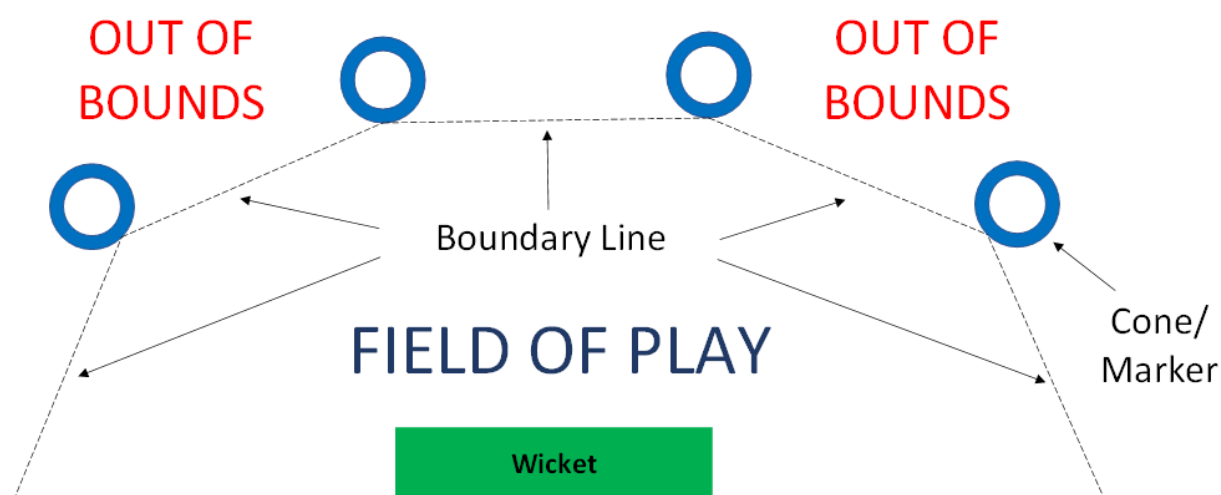 OUT OF
BOUNDS
OUT OF
BOUNDS
Boundary Line
FIELD OF PLAY
Cone/
Marker
Wicket